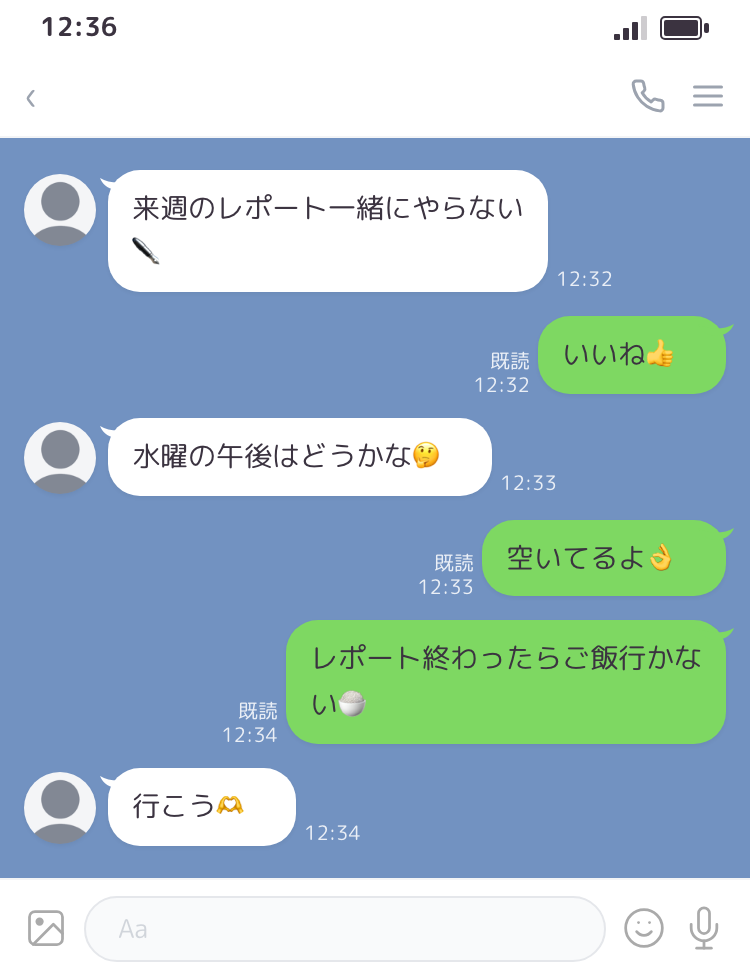 12:36
来週のレポート一緒にやらない
🖋
12:32
いいね👍
既読
12:32
水曜の午後はどうかな🤔
12:33
空いてるよ👌
既読
12:33
レポート終わったらご飯行かな
い🍚
既読
12:34
行こう🫶
12:34
Aa